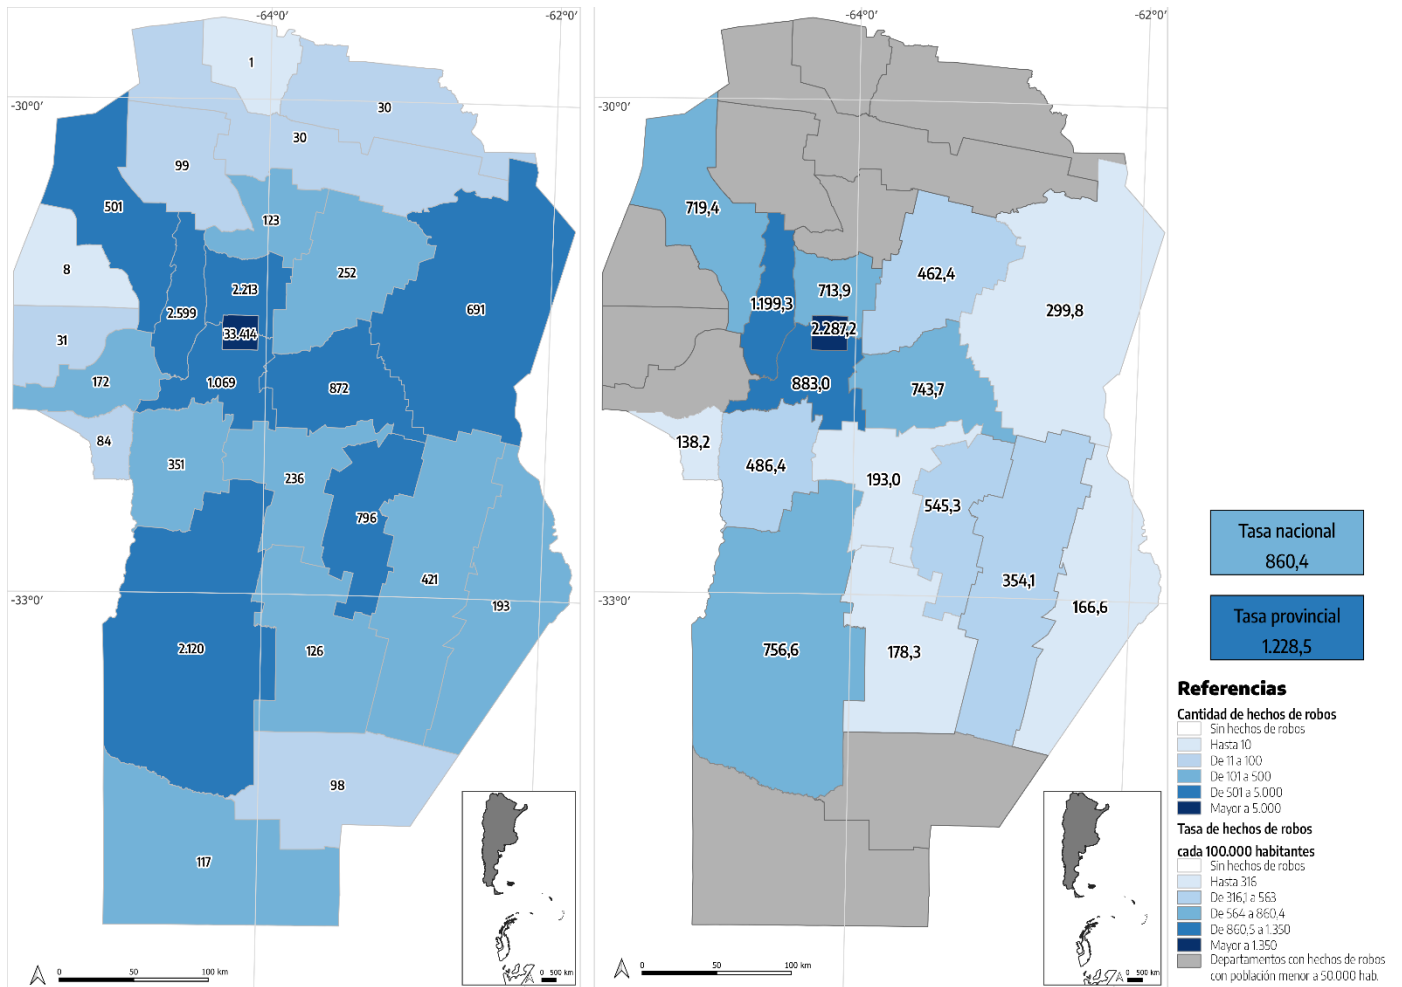 -64°0'
-62°0'
-30°0'
1
30
30
99
501
123
8
252
2.213
2.599
691
33.414
31
172
1.069
872
84
351
236
796
421
193
-33°0'
2.120
126
98
117
0
50
100 km
0
500 km
-64°0'
-62°0'
-30°0'
719,4
462,4
713,9
1.199,3
299,8
2.287,2
883,0
743,7
138,2
486,4
193,0
545,3
354,1
166,6
-33°0'
756,6
178,3
0
50
100 km
0
500 km
Tasa nacional
860,4
Tasa provincial
1.228,5
Referencias
Cantidad de hechos de robos
Sin hechos de robos
Hasta 10
De 11 a 100
De 101 a 500
De 501 a 5.000
Mayor a 5.000
Tasa de hechos de robos
cada 100.000 habitantes
Sin hechos de robos
Hasta 316
De 316,1 a 563
De 564 a 860,4
De 860,5 a 1.350
Mayor a 1.350
Departamentos con hechos de robos
con población menor a 50.000 hab.